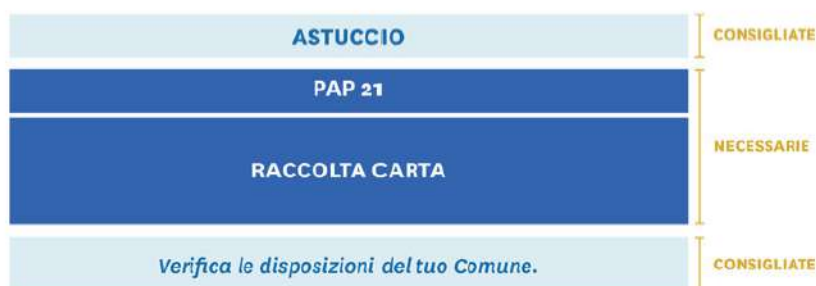 ASTUCCIO
CONSIGLIATE
PAP 21
NECESSARIE
RACCOLTA CARTA
Verifica le disposizioni del tuo Comune.
CONSIGLIATE